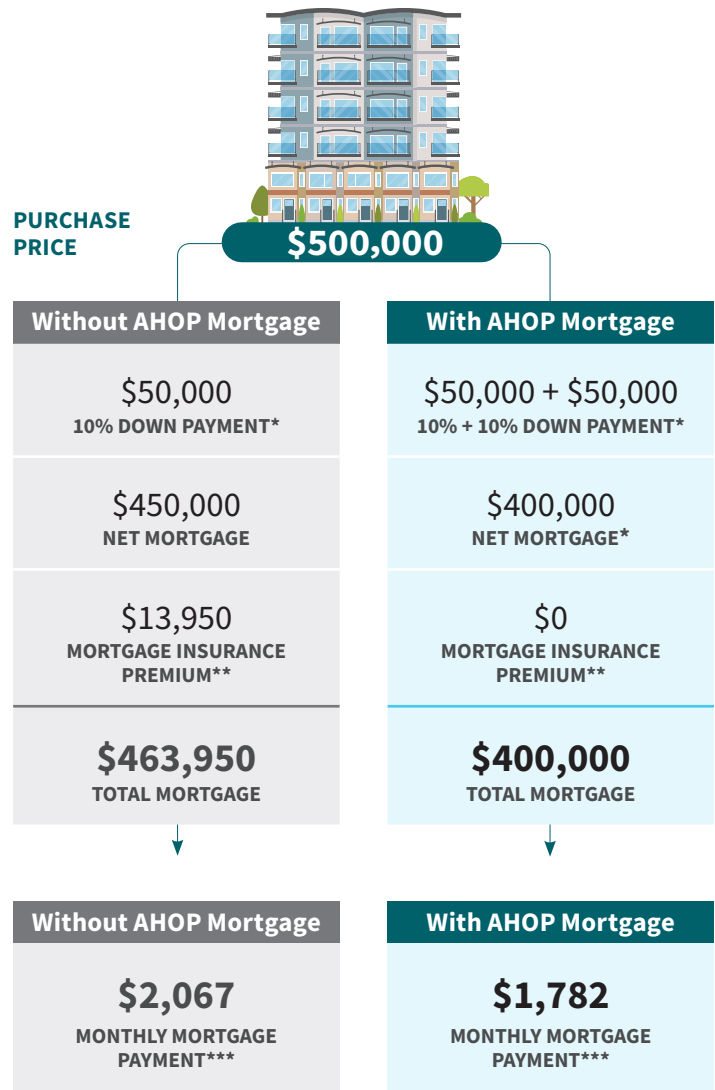 PURCHASE
PRICE
$500,000
Without AHOP Mortgage
$50,000
10% DOWN PAYMENT*
$450,000
NET MORTGAGE
$13,950
MORTGAGE INSURANCE
PREMIUM**
$463,950
TOTAL MORTGAGE
With AHOP Mortgage
$50,000 + $50,000
10% + 10% DOWN PAYMENT*
$400,000
NET MORTGAGE*
$0
MORTGAGE INSURANCE
PREMIUM**
$400,000
TOTAL MORTGAGE
Without AHOP Mortgage
$2,067
MONTHLY MORTGAGE
PAYMENT***
With AHOP Mortgage
$1,782
MONTHLY MORTGAGE
PAYMENT***